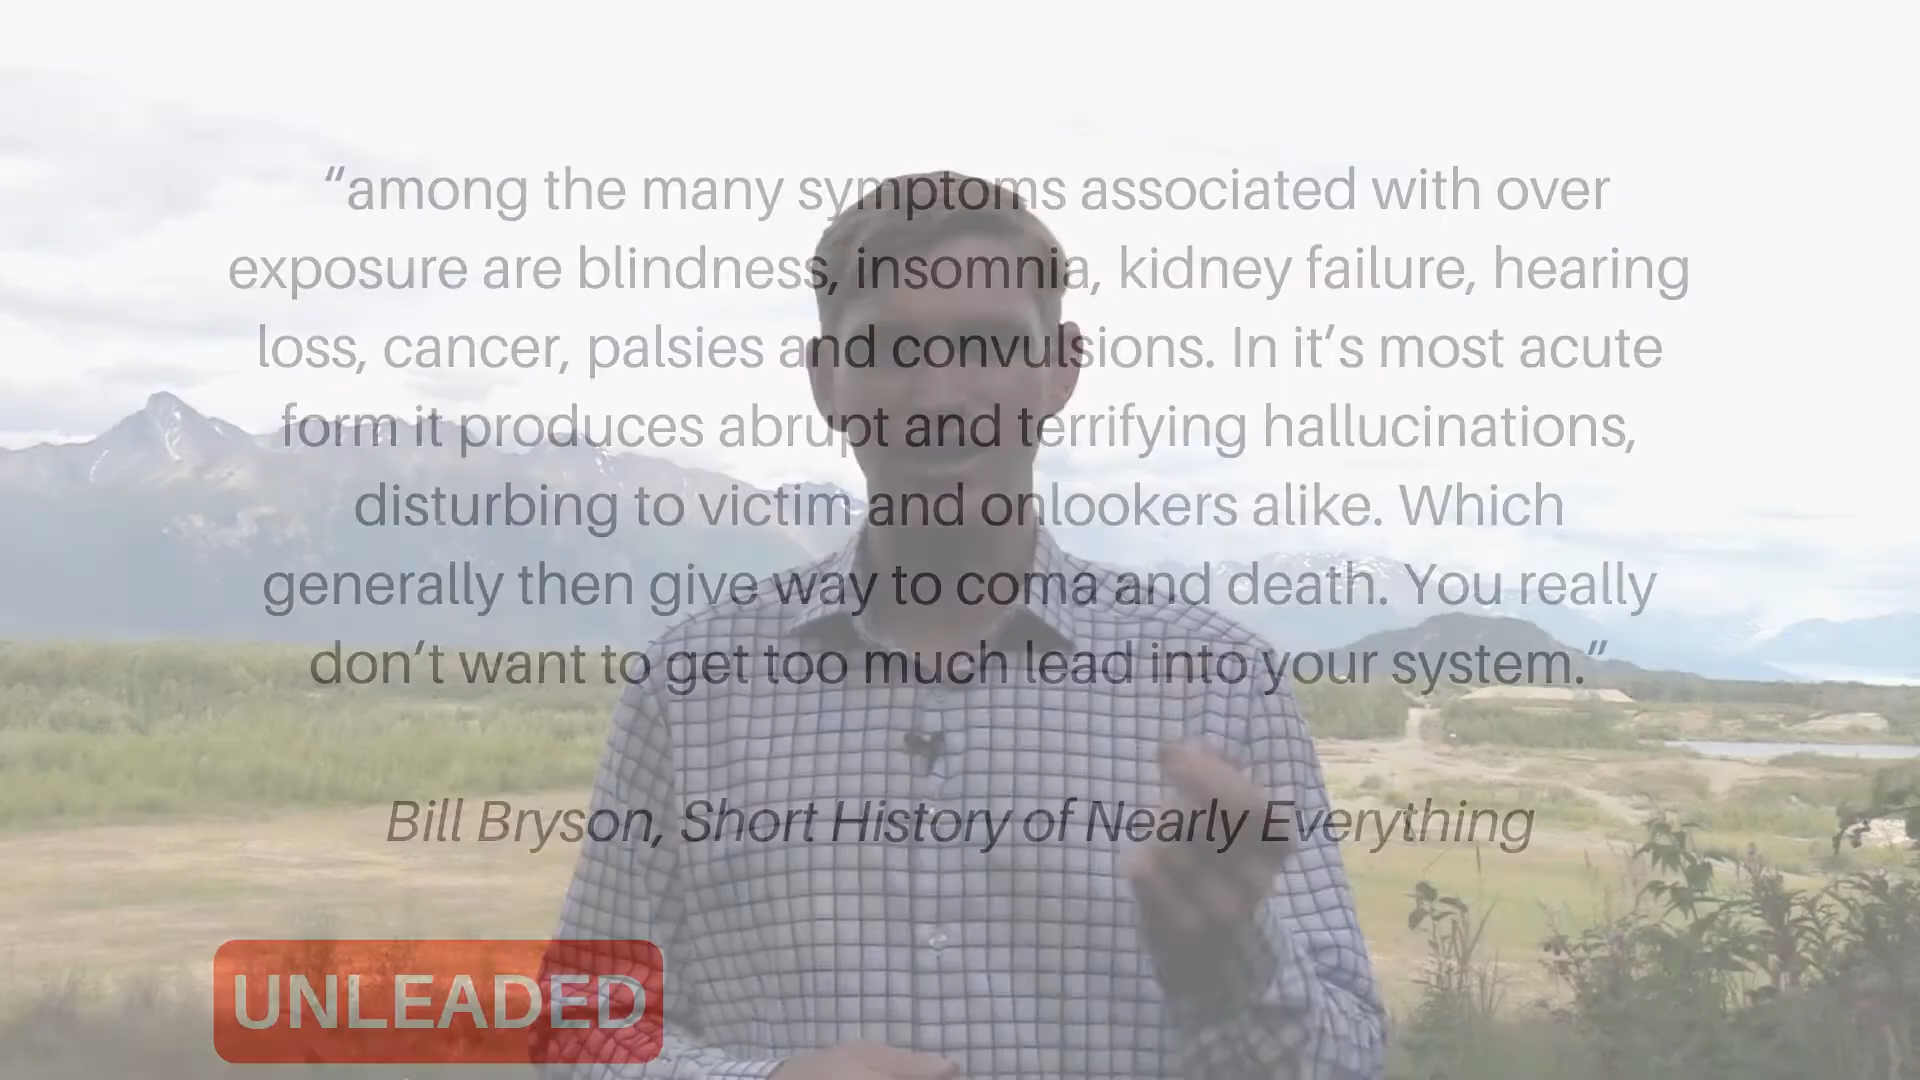 “among the many symptoms associated with over
exposure are blindness, insomnia, kidney failure, hearing
loss, cancer, palsies and convulsions. In it’s most acute
form it produces abrupt and terrifying hallucinations,
disturbing to victim and onlookers alike. Which
generally then give way to coma and death. You really
don’t want to get too much lead into your system.”
Bill Bryson, Short History of Nearly Everything
UNLEADED